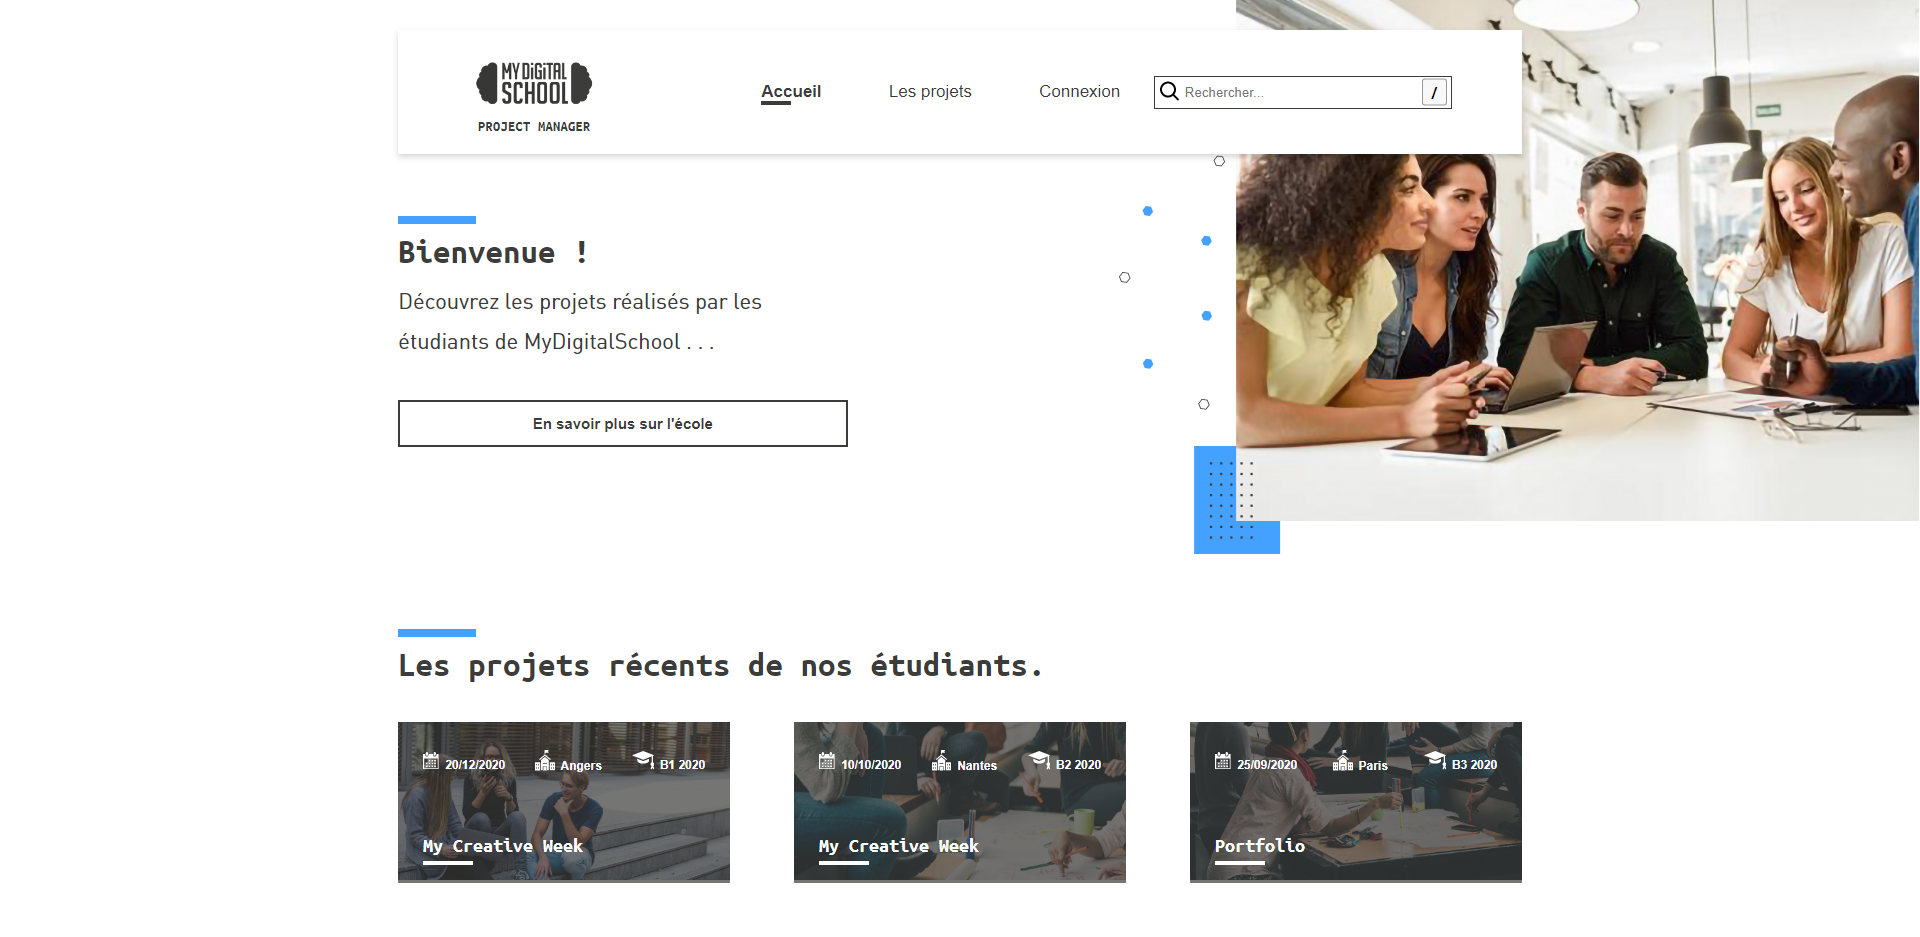 MY DiGiTAL
SCHOOL
PROJECT MANAGER
Accueil
Les projets
Connexion
Rechercher...
/
Bienvenue !
Découvrez les projets réalisés par les
étudiants de MyDigitalSchool . . .
En savoir plus sur l'école
Les projets récents de nos étudiants.
20/12/2020
Angers
B1 2020
My Creative Week
10/10/2020
Nantes
B2 2020
My Creative Week
25/09/2020
Paris
B3 2020
Portfolio